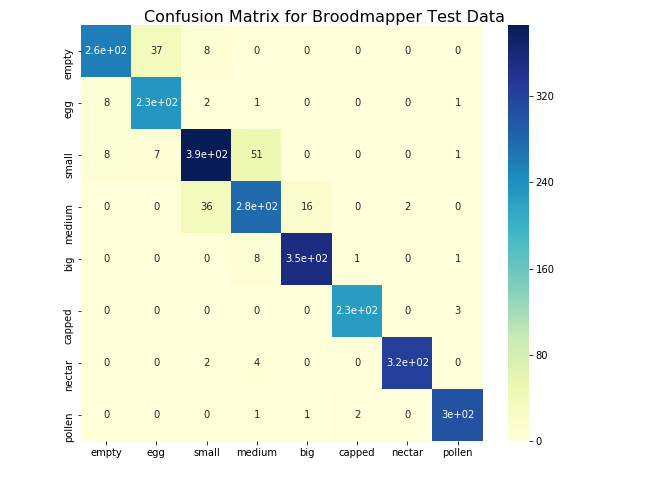 Confusion Matrix for Broodmapper Test Data
empty 2.6e+02 37 8 0 0 0 0 0
egg 8 2.3e+02 2 1 0 0 0 1
small 8 7 3.9e+02 51 0 0 0 1
medium 0 0 36 2.8e+02 16 0 2 0
big 0 0 0 8 3.5e+02 1 0 1
capped 0 0 0 0 0 2.3e+02 0 3
nectar 0 0 2 4 0 0 3.2e+02 0
pollen 0 0 0 1 1 2 0 3e+02
empty egg small medium big capped nectar pollen
320
240
160
80
0